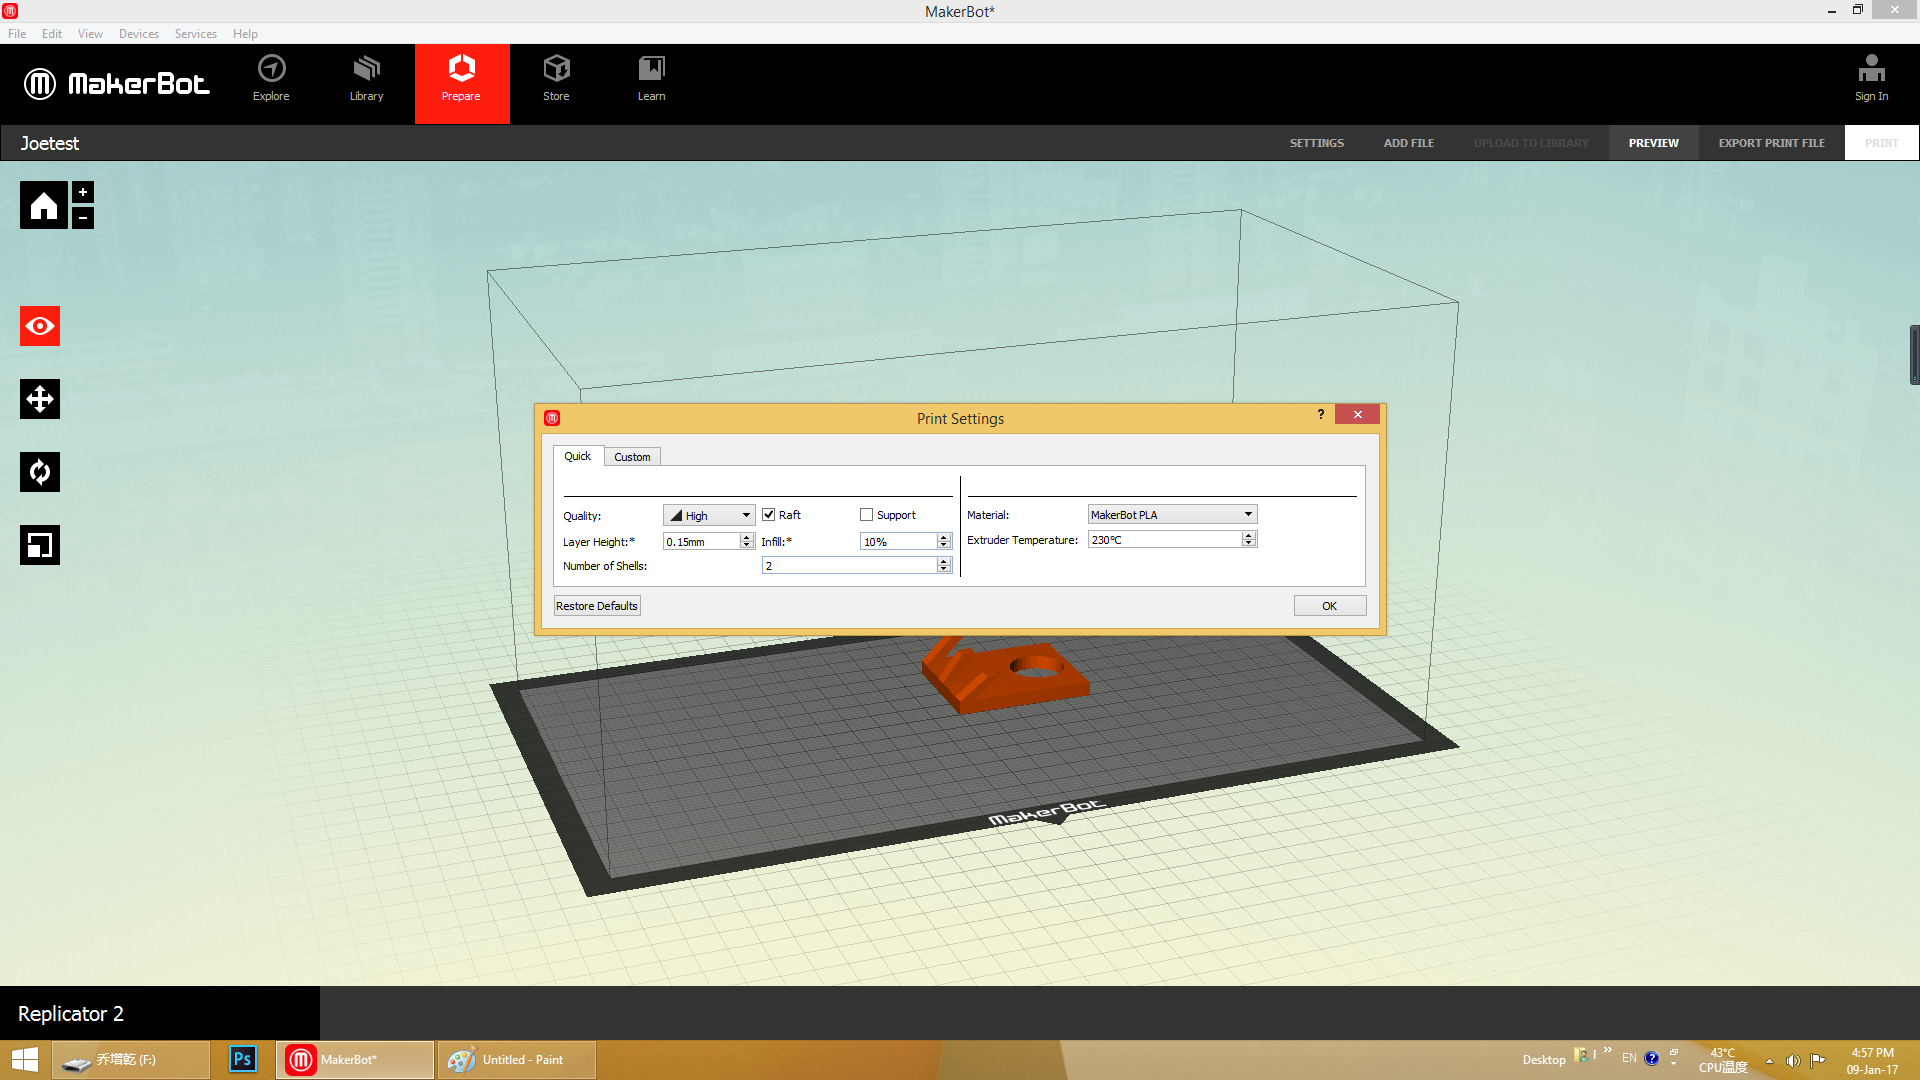 MakerBot*
File Edit View Devices Services Help
MakerBot
Explore Library Prepare Store Learn Sign In
Joetest
SETTINGS ADD FILE UPLOAD TO LIBRARY PREVIEW EXPORT PRINT FILE PRINT
+
-
Print Settings ?
Quick Custom
Quality: High Raft Support
Material: MakerBot PLA
Layer Height:* 0.15mm Infill:* 10%
Extruder Temperature: 230°C
Number of Shells: 2
Restore Defaults OK
MakerBot
Replicator 2
乔增乾 (F:) Ps MakerBot* Untitled - Paint
Desktop » EN ? 43°C
CPU温度
4:57 PM
09-Jan-17